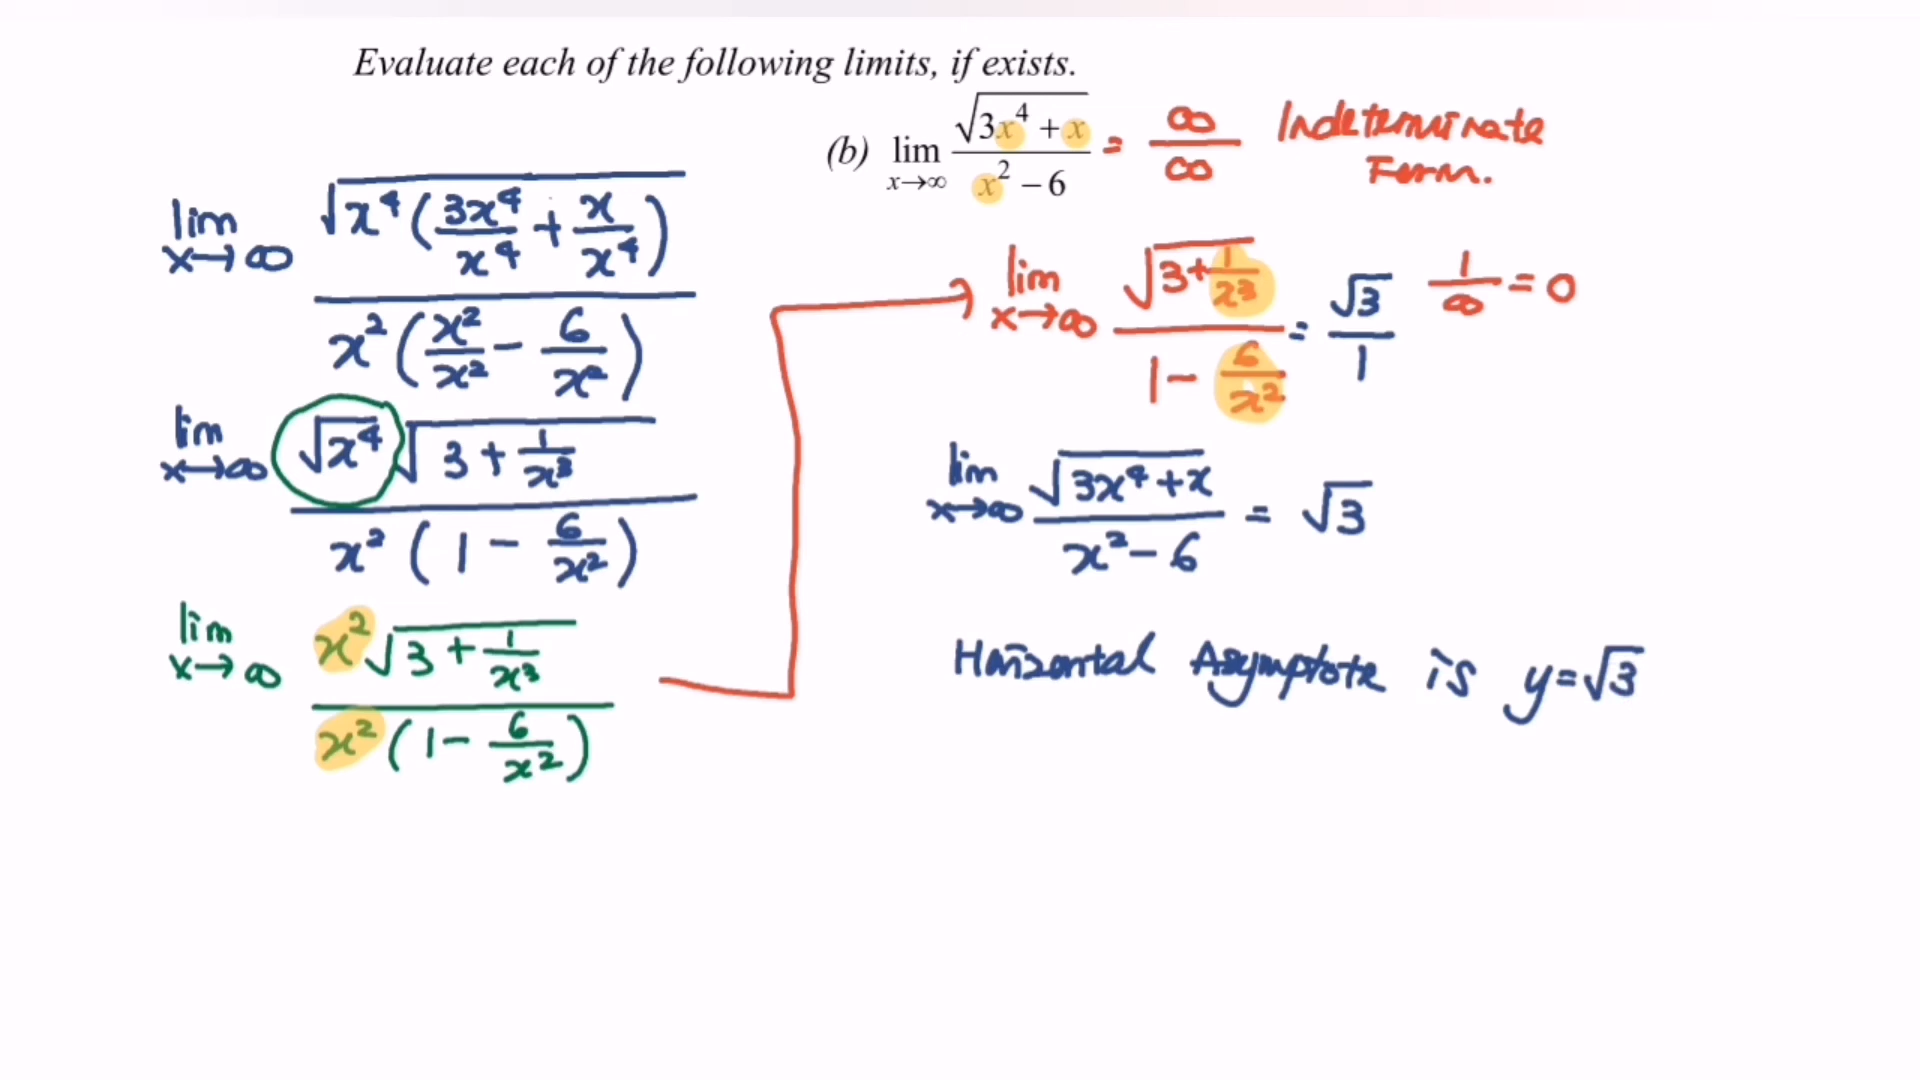 Evaluate each of the following limits, if exists.
(b) lim x→∞ √(3x⁴ + x) / (x² − 6) = ∞/∞ Indeterminate Form.
lim x→∞ √(x⁴(3x⁴/x⁴ + x/x⁴)) / x²(x²/x² − 6/x²)
lim x→∞ √(x⁴) √(3 + 1/x³) / x²(1 − 6/x²)
lim x→∞ x² √(3 + 1/x³) / x²(1 − 6/x²)
lim x→∞ √(3 + 1/x³) / (1 − 6/x²) = √3/1
1/∞ = 0
lim x→∞ √(3x⁴ + x) / (x² − 6) = √3
Horizontal Asymptote is y = √3